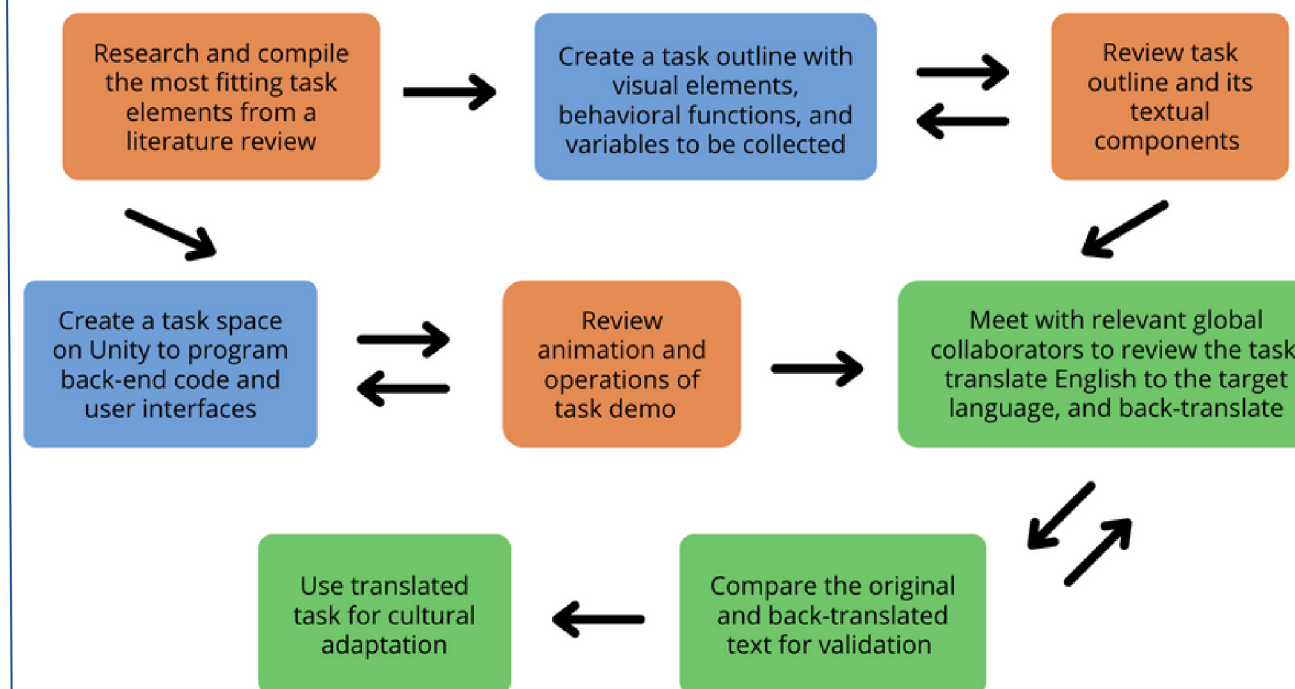 Research and compile
the most fitting task
elements from a
literature review
Create a task outline with
visual elements,
behavioral functions, and
variables to be collected
Review task
outline and its
textual
components
Create a task space
on Unity to program
back-end code and
user interfaces
Review
animation and
operations of
task demo
Meet with relevant global
collaborators to review the task
translate English to the target
language, and back-translate
Use translated
task for cultural
adaptation
Compare the original
and back-translated
text for validation